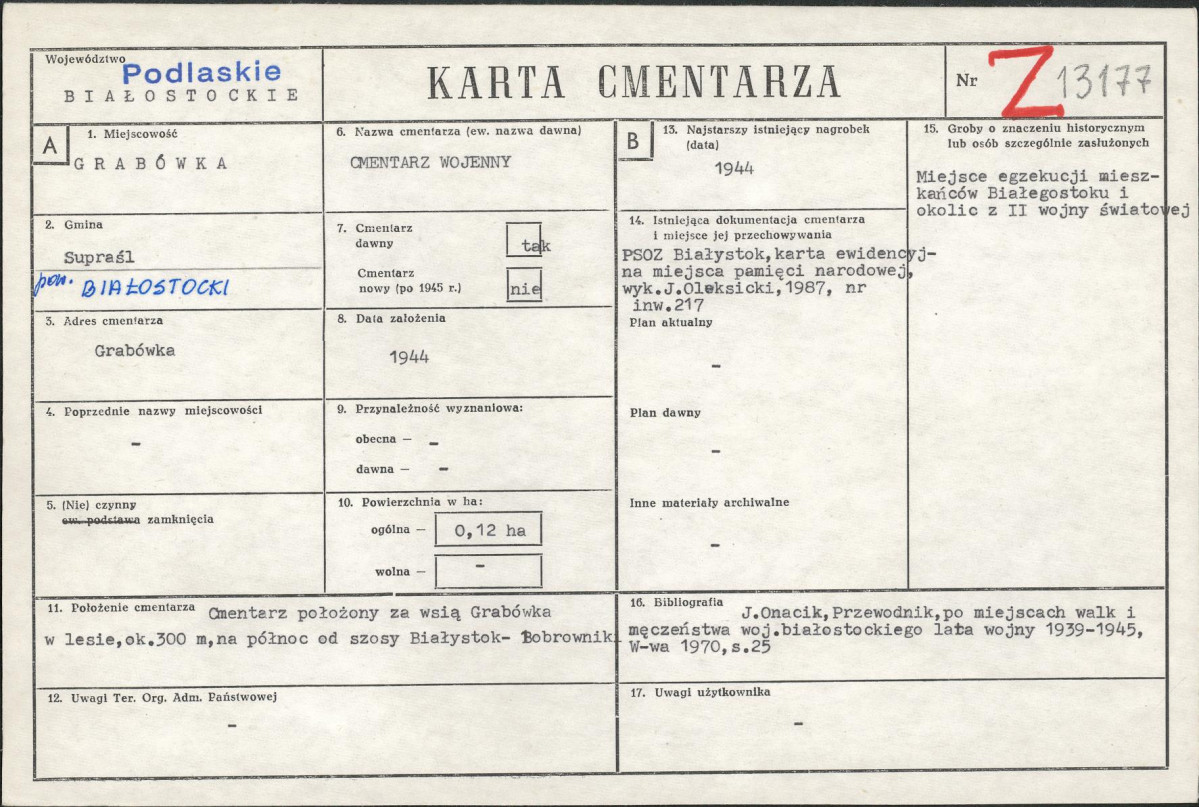 Województwo
Podlaskie
BIAŁOSTOCKIE
KARTA CMENTARZA
Nr Z 13177
A
1. Miejscowość
GRABÓWKA
2. Gmina
Supraśl
pow. BIAŁOSTOCKI
3. Adres cmentarza
Grabówka
4. Poprzednie nazwy miejscowości
–
5. (Nie) czynny
ew. podstawa zamknięcia
6. Nazwa cmentarza (ew. nazwa dawna)
CMENTARZ WOJENNY
7. Cmentarz
dawny
tak
Cmentarz
nowy (po 1945 r.)
nie
8. Data założenia
1944
9. Przynależność wyznaniowa:
obecna — –
dawna — –
10. Powierzchnia w ha:
ogólna — 0,12 ha
wolna — –
11. Położenie cmentarza Cmentarz położony za wsią Grabówka
w lesie,ok.300 m,na północ od szosy Białystok- Bobrowniki
12. Uwagi Ter. Org. Adm. Państwowej
–
B
13. Najstarszy istniejący nagrobek
(data)
1944
14. Istniejąca dokumentacja cmentarza
i miejsce jej przechowywania
PSOZ Białystok,karta ewidencyj-
na miejsca pamięci narodowej,
wyk.J.Oleksicki,1987, nr
inw.217
Plan aktualny
–
Plan dawny
–
Inne materiały archiwalne
–
15. Groby o znaczeniu historycznym
lub osób szczególnie zasłużonych
Miejsce egzekucji miesz-
kańców Białegostoku i
okolic z II wojny światowej
16. Bibliografia J.Onacik,Przewodnik,po miejscach walk i
męczeństwa woj.białostockiego lata wojny 1939-1945,
W-wa 1970,s.25
17. Uwagi użytkownika
–